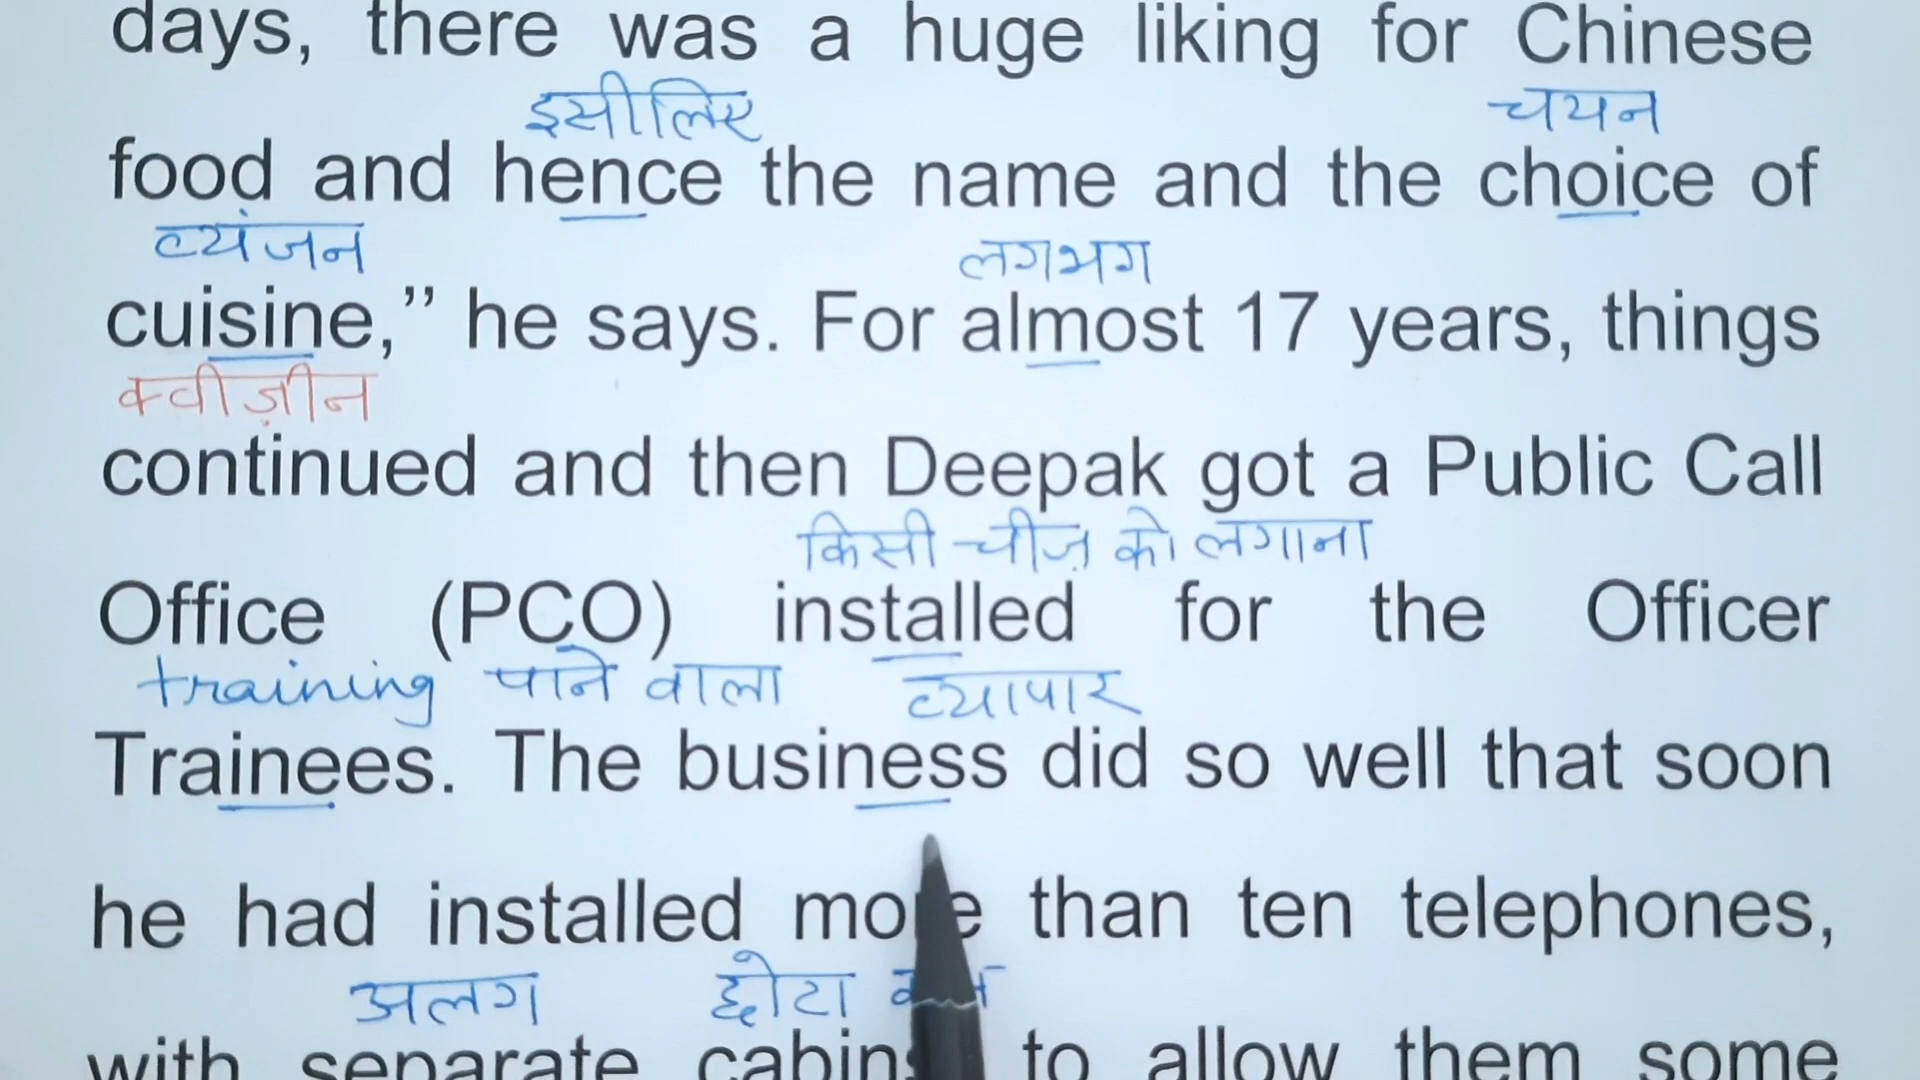 days, there was a huge liking for Chinese
इसीलिए चयन
food and hence the name and the choice of
व्यंजन लगभग
cuisine,” he says. For almost 17 years, things
क्वीज़ीन
continued and then Deepak got a Public Call
किसी चीज़ को लगाना
Office (PCO) installed for the Officer
training पाने वाला व्यापार
Trainees. The business did so well that soon
he had installed more than ten telephones,
अलग छोटा
with separate cabins to allow them some